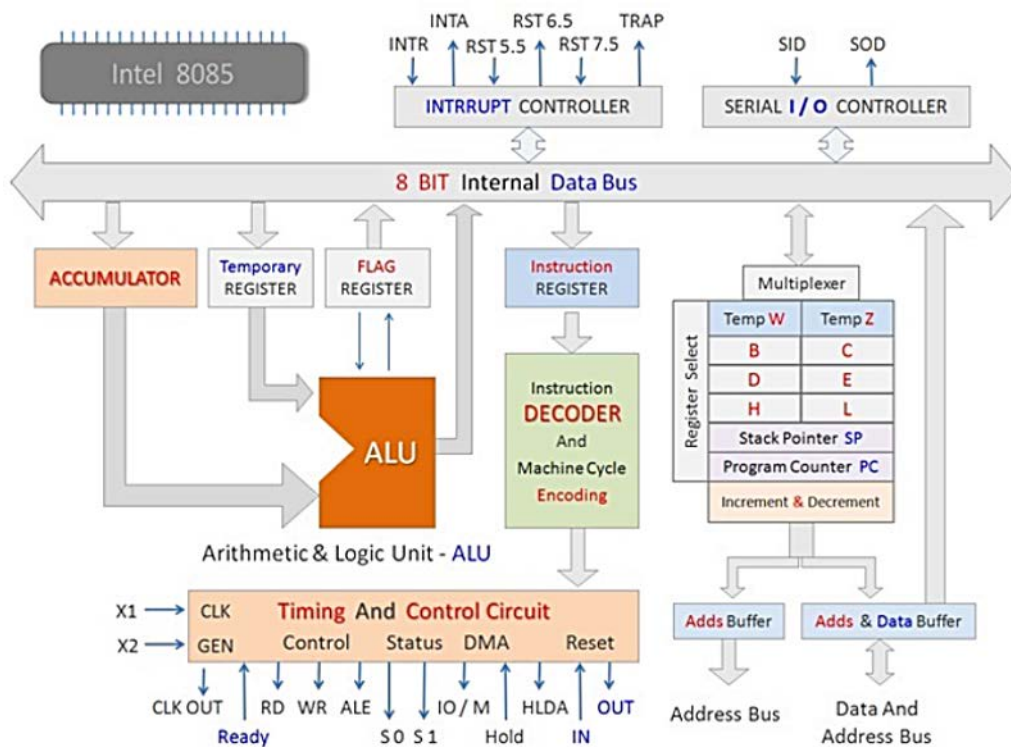 Intel 8085
INTA
RST 6.5
TRAP
INTR
RST 5.5
RST 7.5
SID
SOD
INTRRUPT CONTROLLER
SERIAL I / O CONTROLLER
8 BIT Internal Data Bus
ACCUMULATOR
Temporary
REGISTER
FLAG
REGISTER
Instruction
REGISTER
Multiplexer
Register Select
Temp W
Temp Z
B
C
D
E
H
L
Stack Pointer SP
Program Counter PC
Increment & Decrement
Instruction
DECODER
And
Machine Cycle
Encoding
ALU
Arithmetic & Logic Unit - ALU
X1
CLK
Timing And Control Circuit
X2
GEN
Control
Status
DMA
Reset
CLK OUT
RD
WR
ALE
IO / M
HLDA
OUT
Ready
S 0
S 1
Hold
IN
Adds Buffer
Adds & Data Buffer
Address Bus
Data And
Address Bus